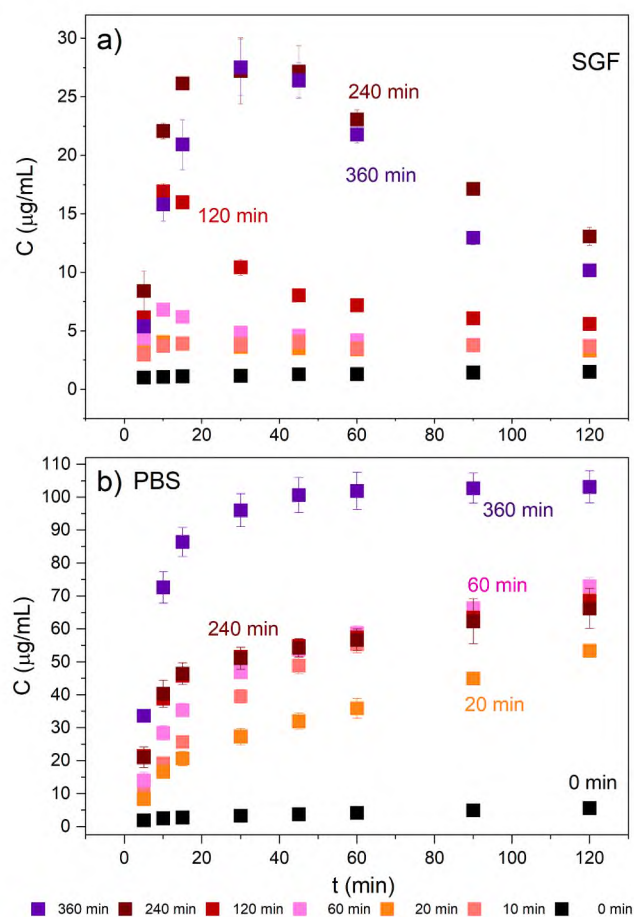 a)
SGF
30
25
20
15
10
5
0
C (μg/mL)
240 min
360 min
120 min
0 20 40 60 80 100 120
b)
PBS
110
100
90
80
70
60
50
40
30
20
10
0
C (μg/mL)
360 min
60 min
240 min
20 min
0 min
0 20 40 60 80 100 120
t (min)
360 min 240 min 120 min 60 min 20 min 10 min 0 min